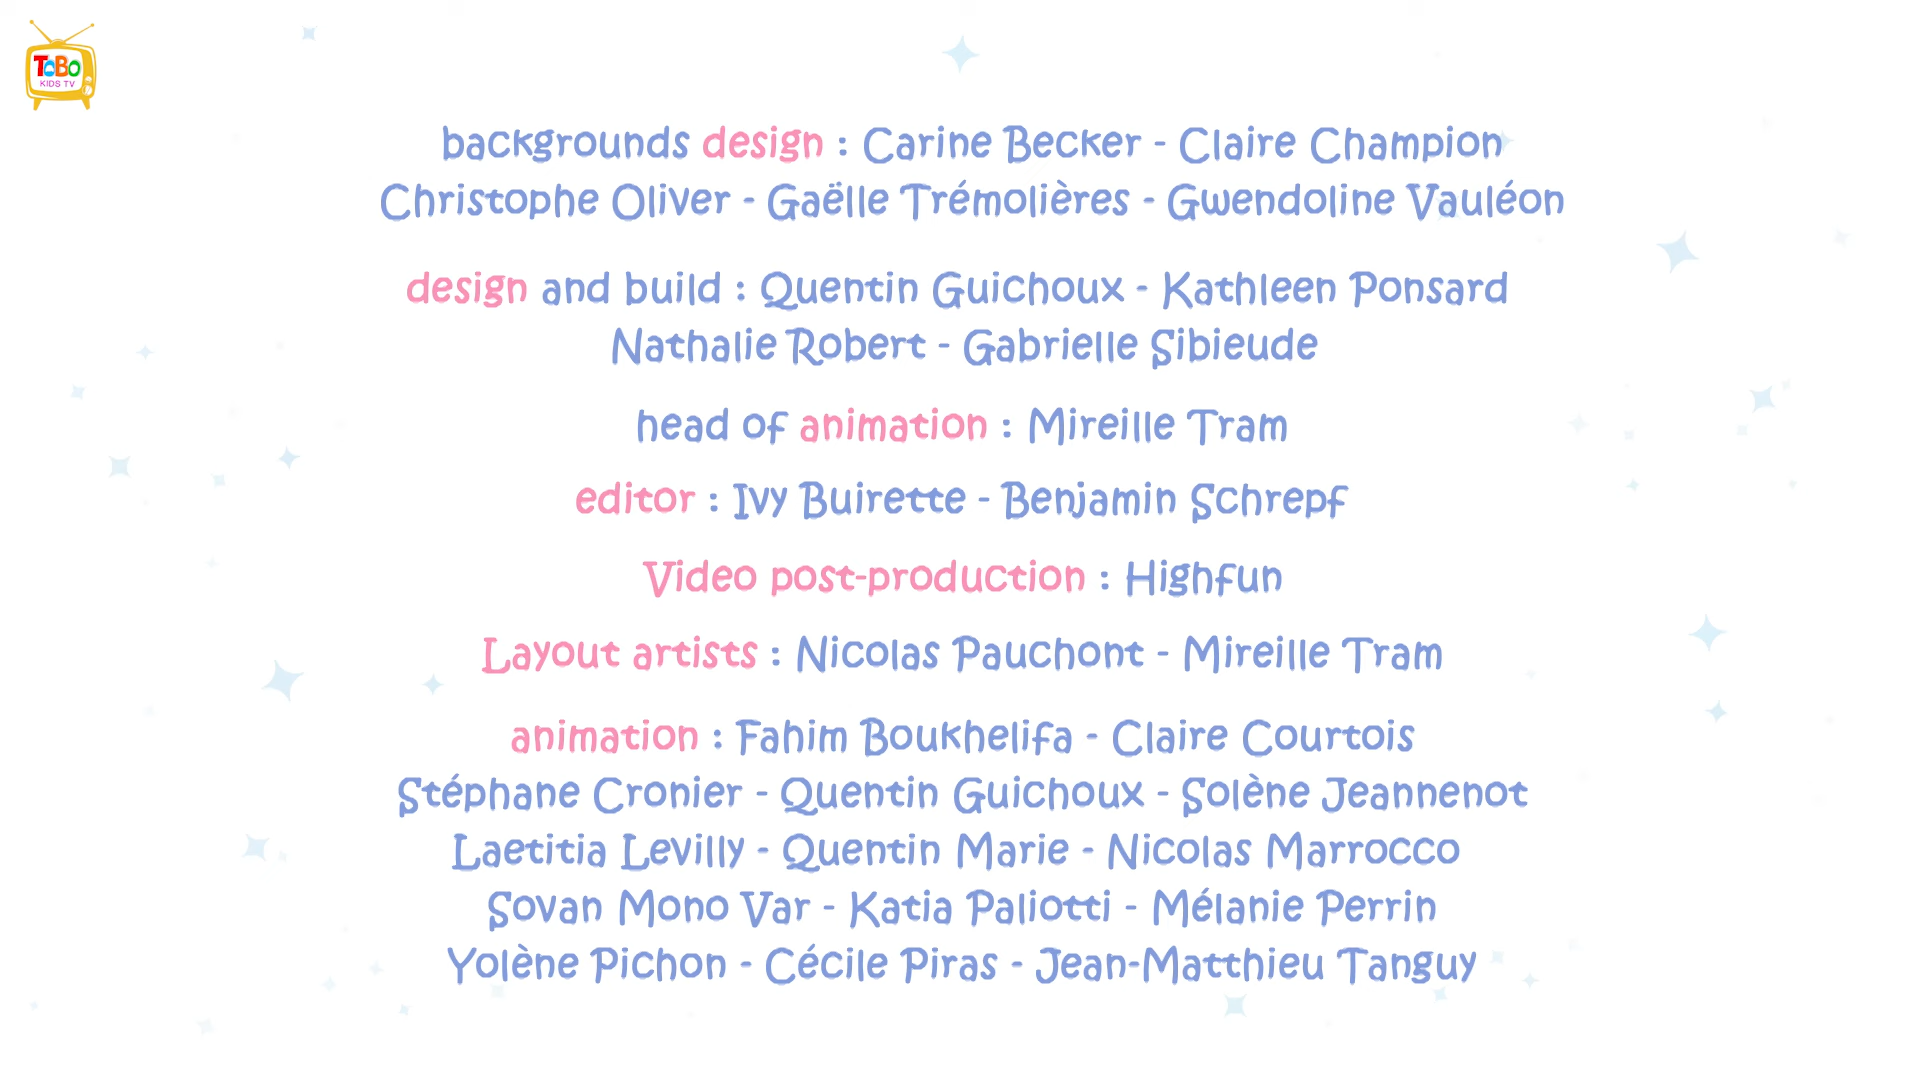 ToBo
KIDS TV
backgrounds design : Carine Becker - Claire Champion
Christophe Oliver - Gaëlle Trémolières - Gwendoline Vauléon
design and build : Quentin Guichoux - Kathleen Ponsard
Nathalie Robert - Gabrielle Sibieude
head of animation : Mireille Tram
editor : Ivy Buirette - Benjamin Schrepf
Video post-production : Highfun
Layout artists : Nicolas Pauchont - Mireille Tram
animation : Fahim Boukhelifa - Claire Courtois
Stéphane Cronier - Quentin Guichoux - Solène Jeannenot
Laetitia Levilly - Quentin Marie - Nicolas Marrocco
Sovan Mono Var - Katia Paliotti - Mélanie Perrin
Yolène Pichon - Cécile Piras - Jean-Matthieu Tanguy